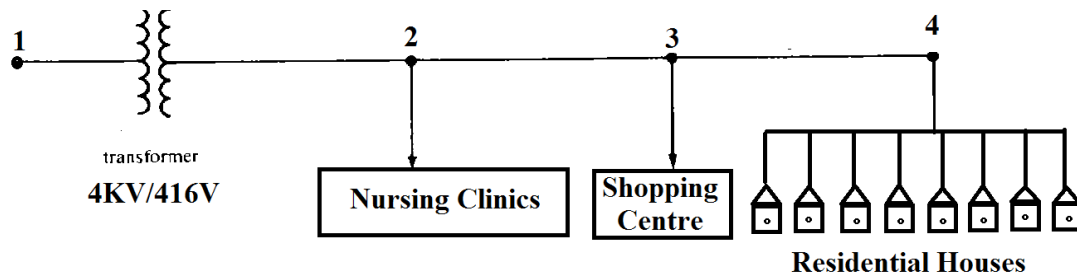 1
2
3
4
transformer
4KV/416V
Nursing Clinics
Shopping
Centre
Residential Houses